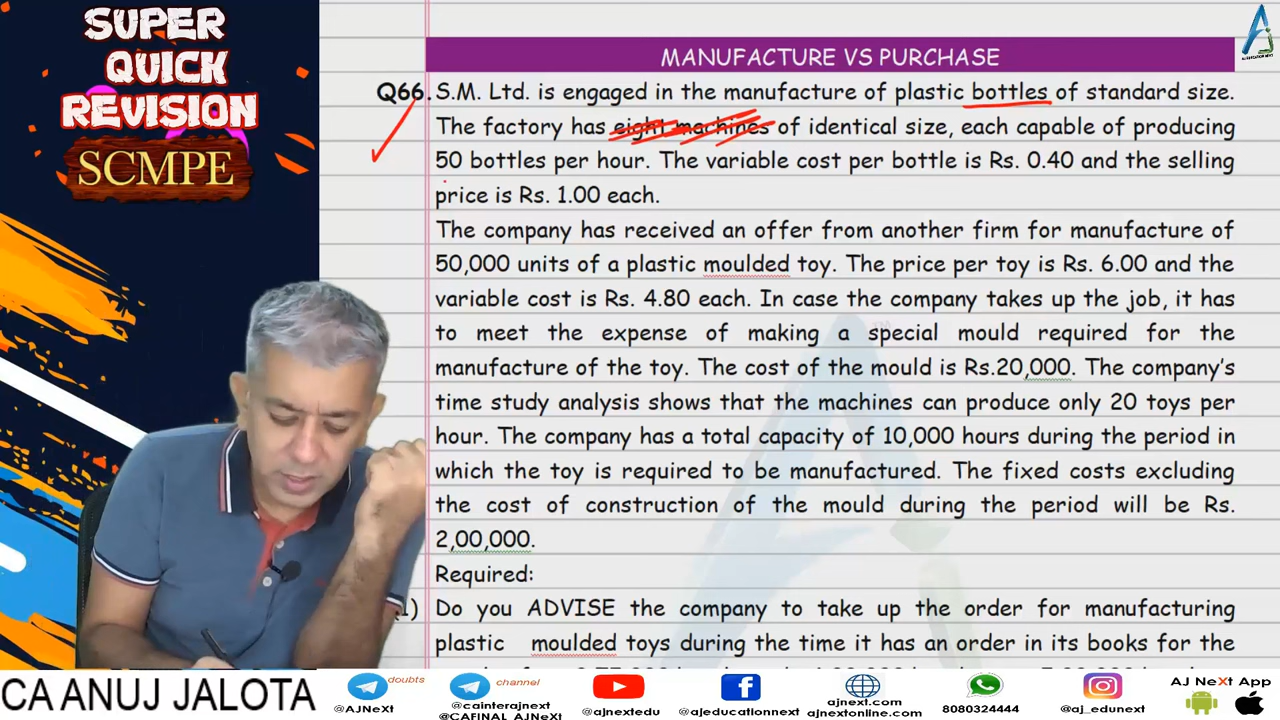 SUPER
QUICK
REVISION
SCMPE
MANUFACTURE VS PURCHASE
Q66. S.M. Ltd. is engaged in the manufacture of plastic bottles of standard size.
The factory has eight machines of identical size, each capable of producing
50 bottles per hour. The variable cost per bottle is Rs. 0.40 and the selling
price is Rs. 1.00 each.
The company has received an offer from another firm for manufacture of
50,000 units of a plastic moulded toy. The price per toy is Rs. 6.00 and the
variable cost is Rs. 4.80 each. In case the company takes up the job, it has
to meet the expense of making a special mould required for the
manufacture of the toy. The cost of the mould is Rs.20,000. The company's
time study analysis shows that the machines can produce only 20 toys per
hour. The company has a total capacity of 10,000 hours during the period in
which the toy is required to be manufactured. The fixed costs excluding
the cost of construction of the mould during the period will be Rs.
2,00,000.
Required:
1) Do you ADVISE the company to take up the order for manufacturing
plastic moulded toys during the time it has an order in its books for the
CA ANUJ JALOTA
doubts
@AJNeXt
channel
@cainterajnext
@CAFINAL_AJNeXt
@ajnextedu
@ajeducationnext
ajnext.com
ajnextonline.com
8080324444
@aj_edunext
AJ NeXt App